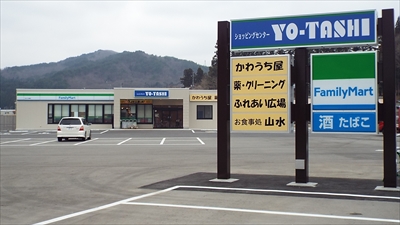 ショッピングセンター
YO-TASHI
かわうち屋
薬・クリーニング
ふれあい広場
お食事処 山水
FamilyMart
酒 たばこ
FamilyMart
YO-TASHI
かわうち屋